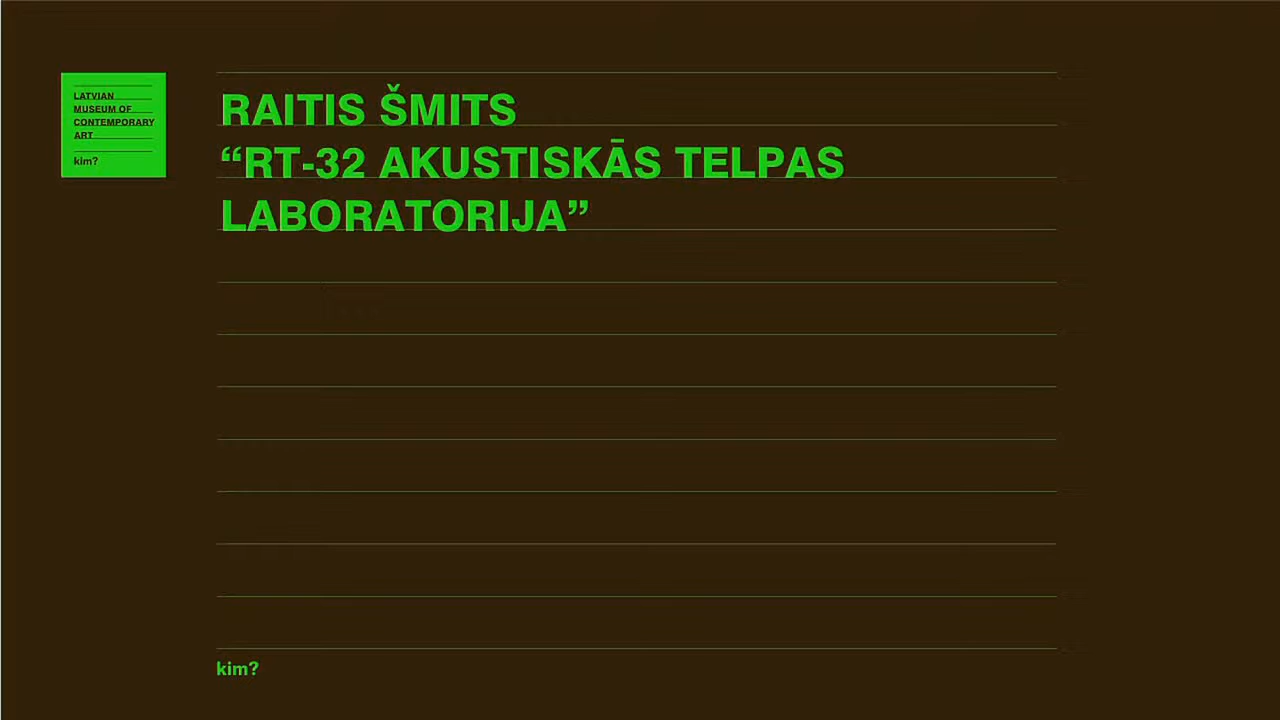 LATVIAN
MUSEUM OF
CONTEMPORARY
ART
kim?
RAITIS ŠMITS
“RT-32 AKUSTISKĀS TELPAS
LABORATORIJA”
kim?